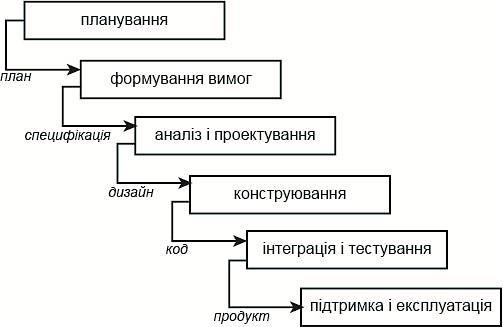 планування
план
формування вимог
специфікація
аналіз і проектування
дизайн
конструювання
код
інтеграція і тестування
продукт
підтримка і експлуатація